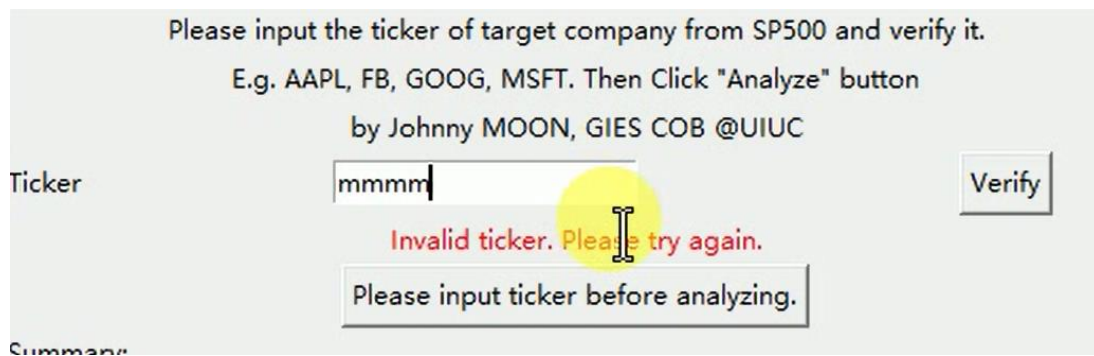 Please input the ticker of target company from SP500 and verify it.
E.g. AAPL, FB, GOOG, MSFT. Then Click "Analyze" button
by Johnny MOON, GIES COB @UIUC
Ticker mmmm Verify
Invalid ticker. Please try again.
Please input ticker before analyzing.
Summary: